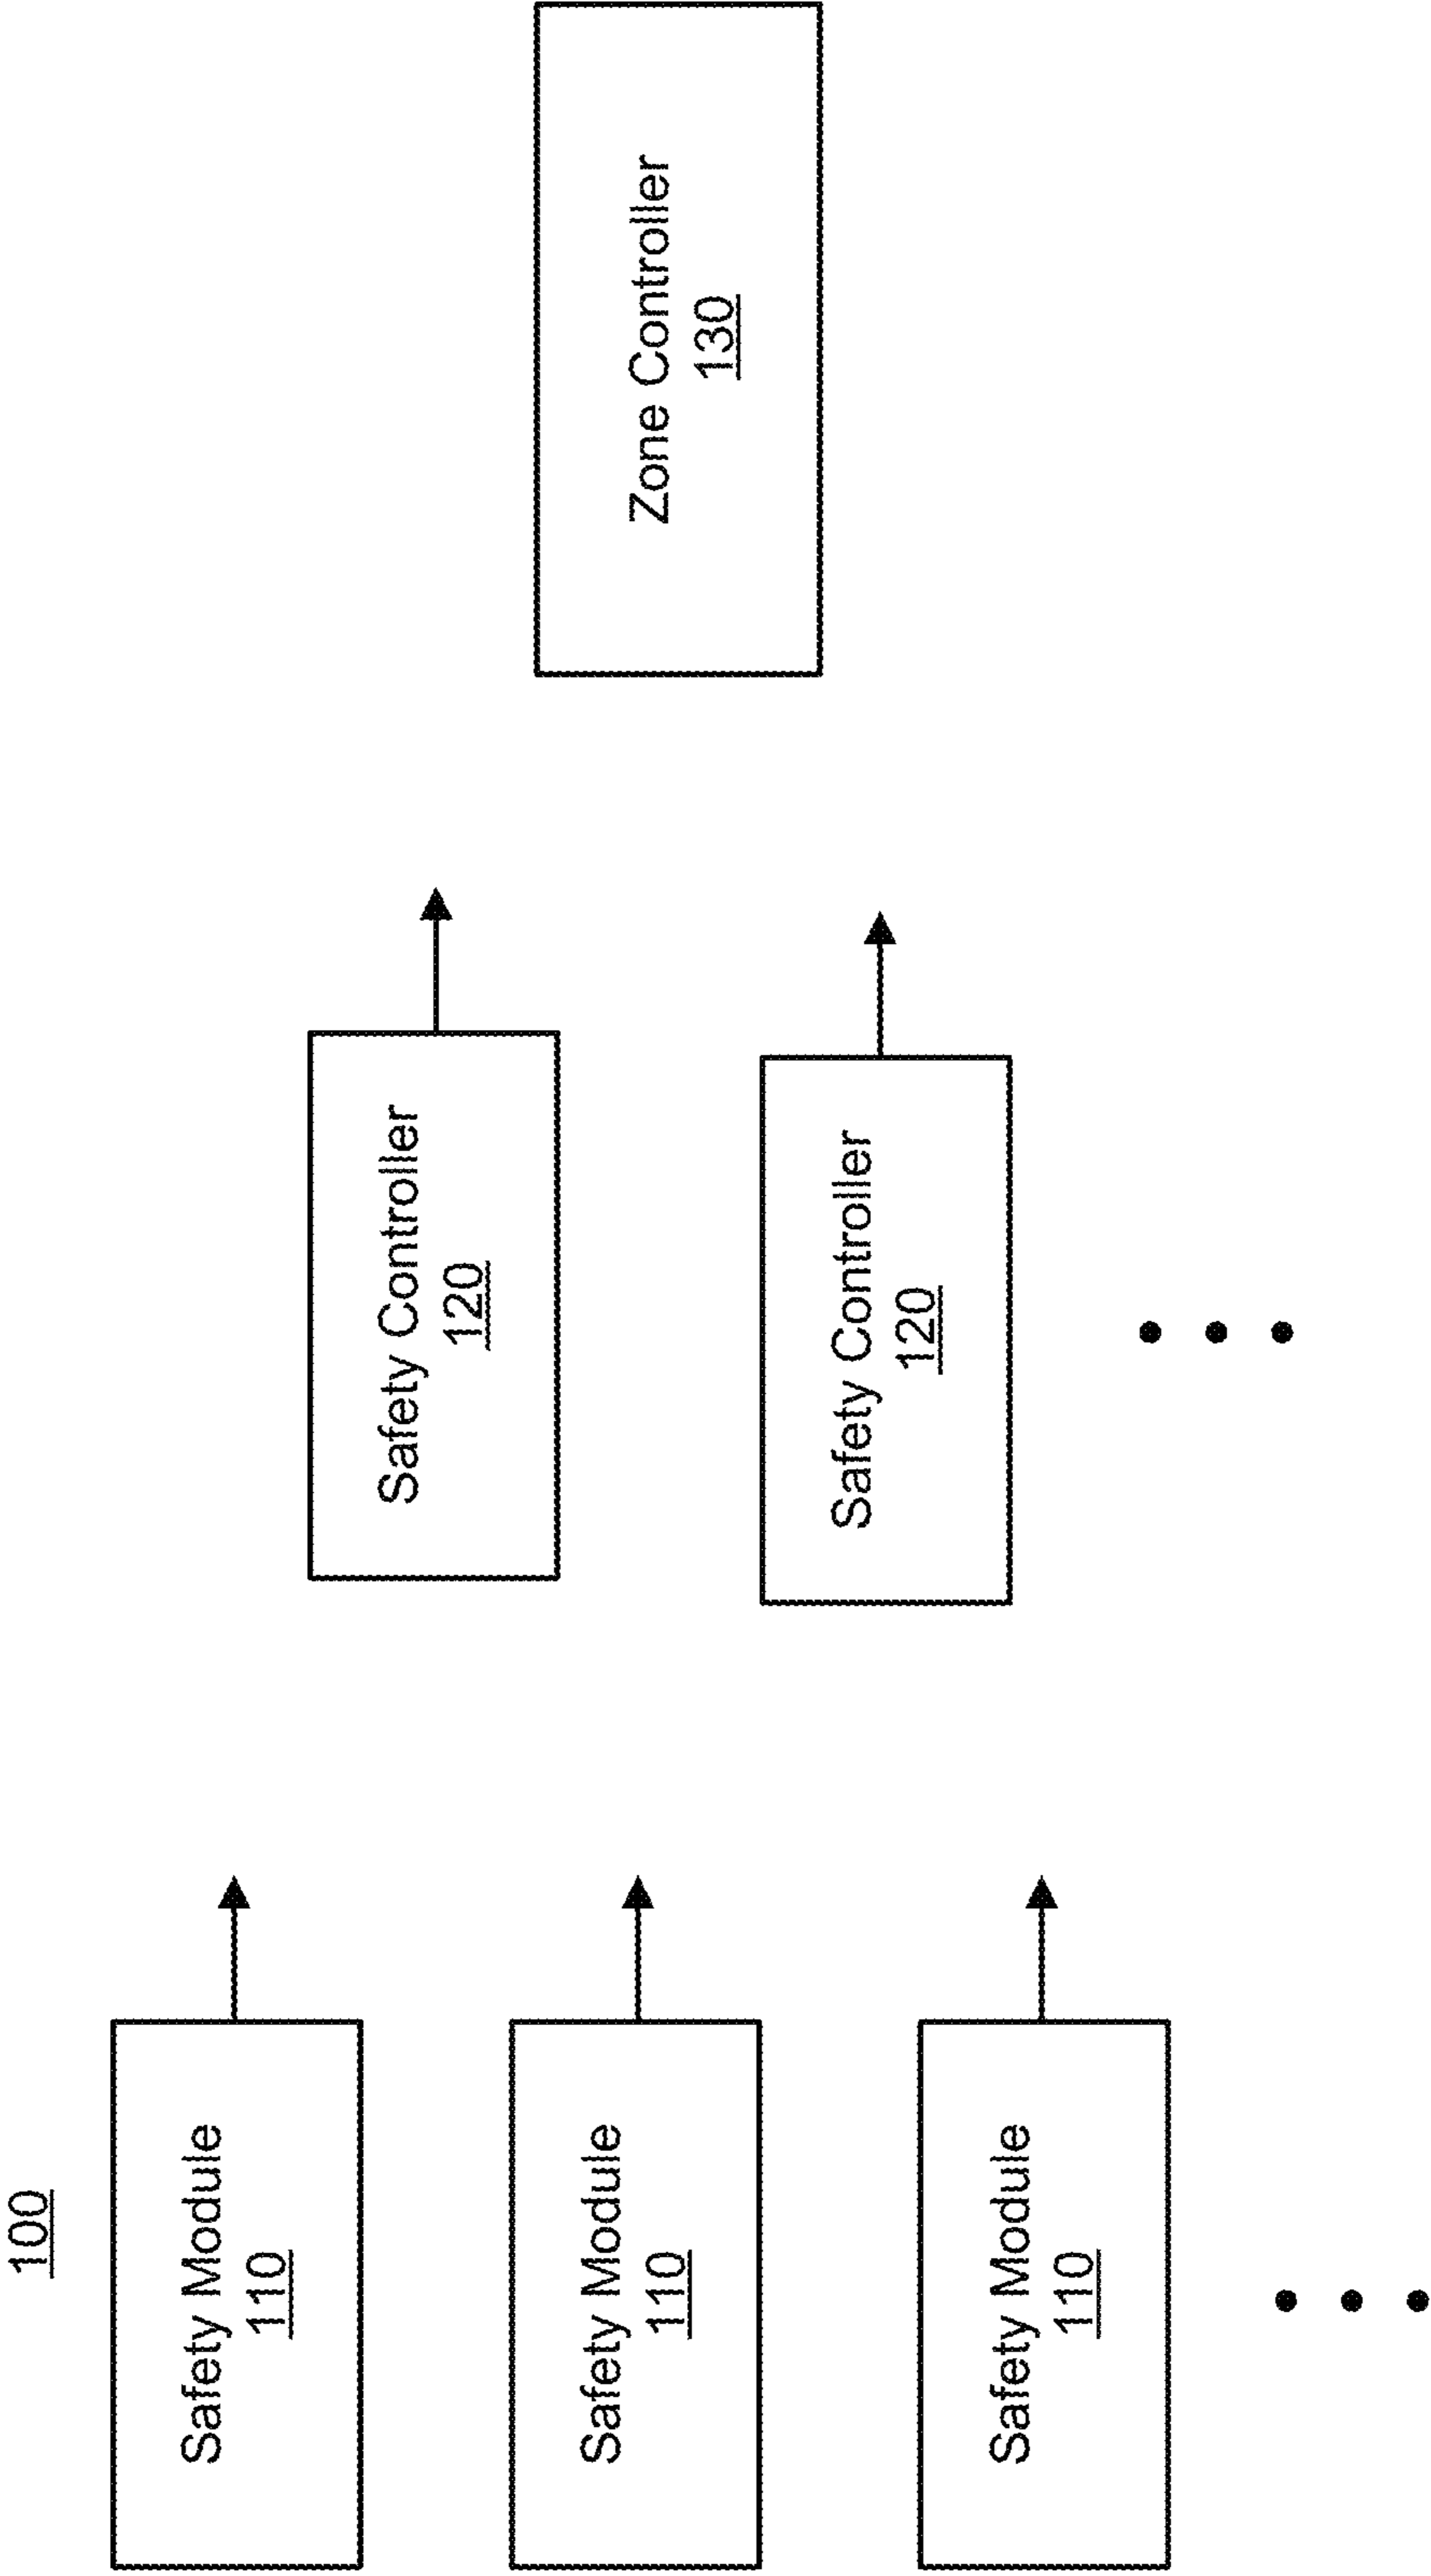 100
Safety Module
110
Safety Module
110
Safety Module
110
Safety Controller
120
Safety Controller
120
Zone Controller
130